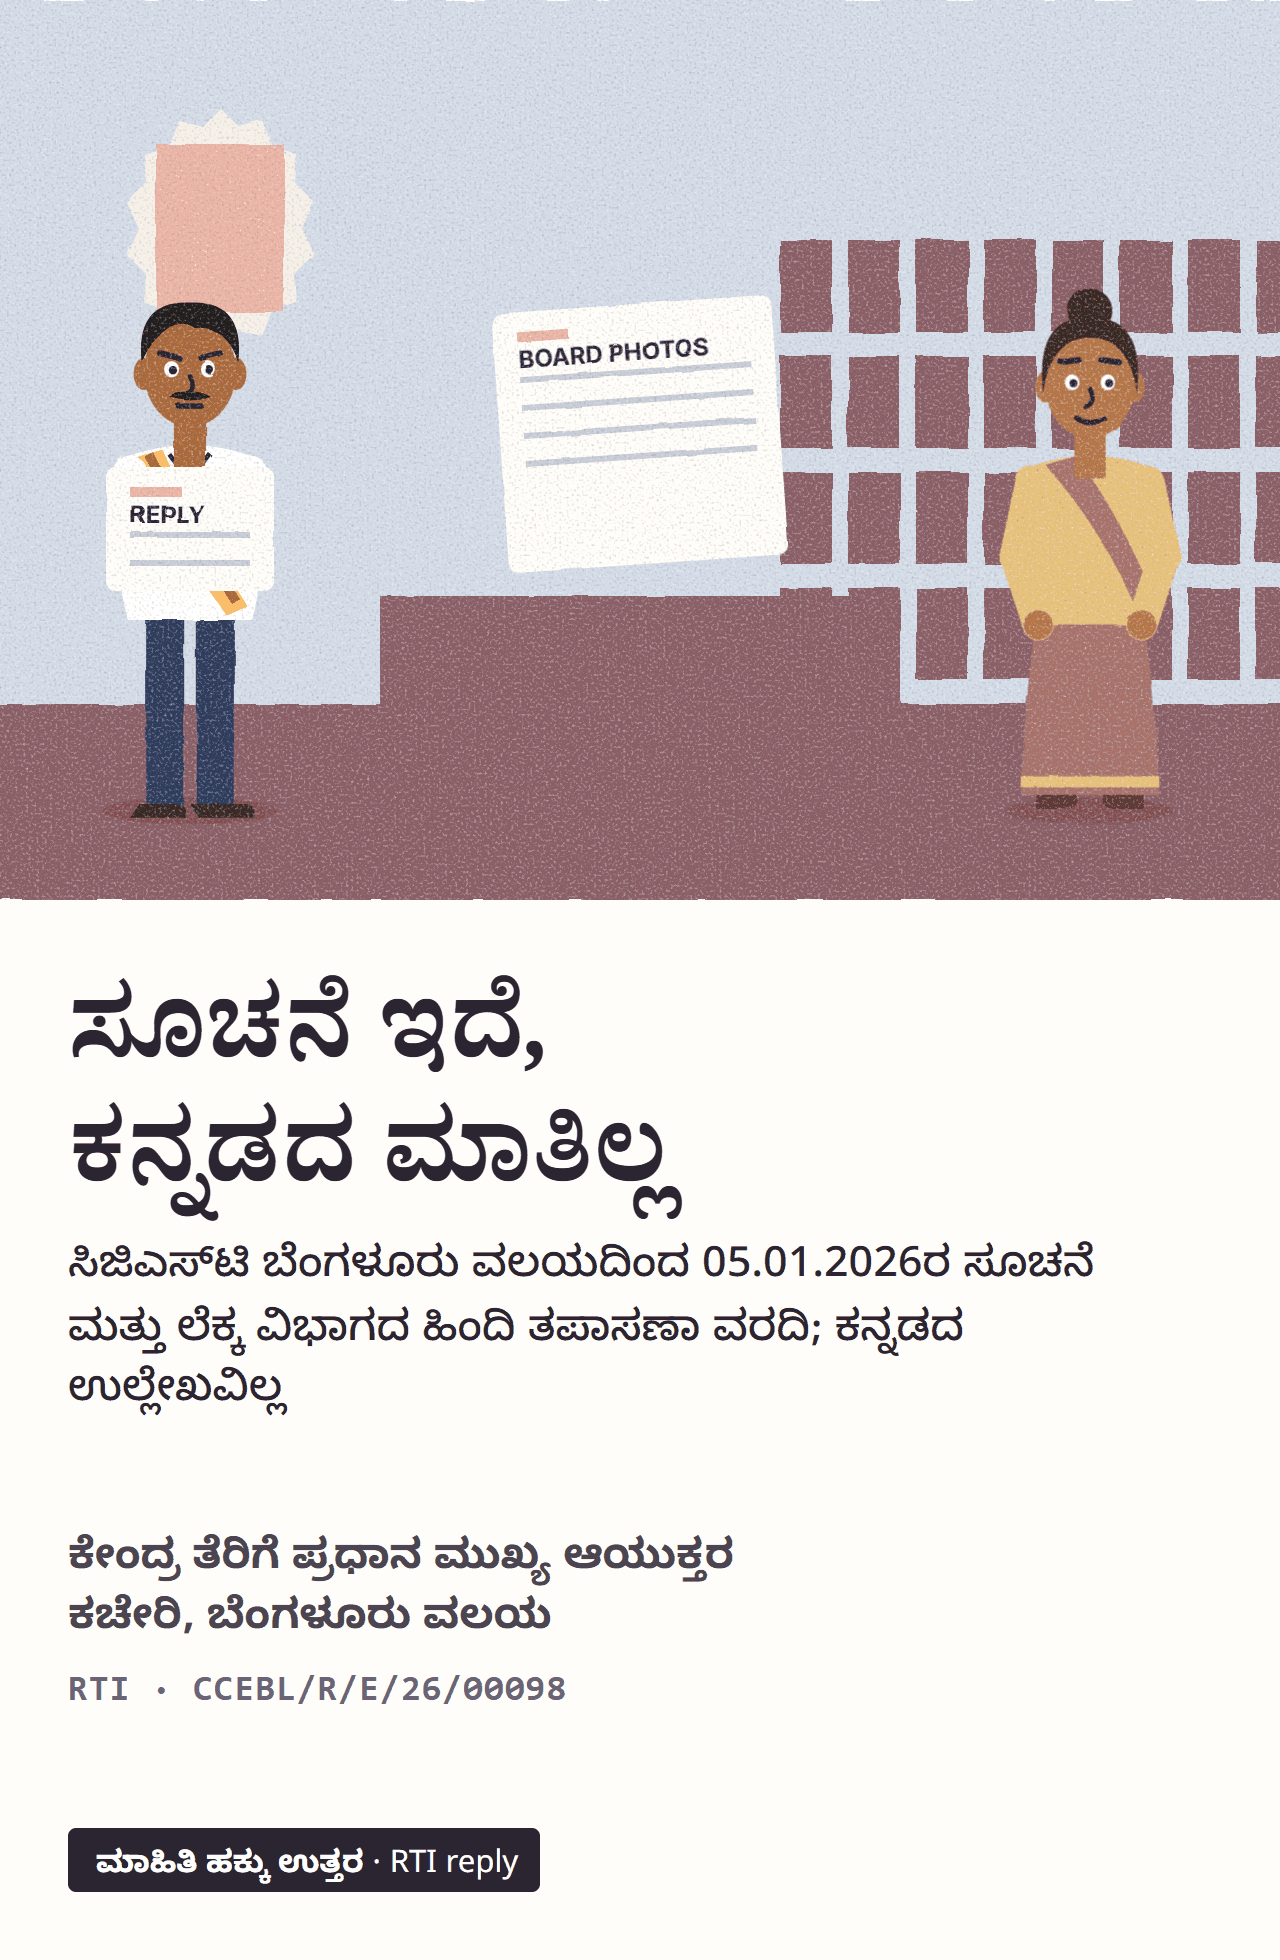 BOARD PHOTOS
REPLY
ಸೂಚನೆ ಇದೆ,
ಕನ್ನಡದ ಮಾತಿಲ್ಲ
ಸಿಜಿಎಸ್‌ಟಿ ಬೆಂಗಳೂರು ವಲಯದಿಂದ 05.01.2026ರ ಸೂಚನೆ
ಮತ್ತು ಲೆಕ್ಕ ವಿಭಾಗದ ಹಿಂದಿ ತಪಾಸಣಾ ವರದಿ; ಕನ್ನಡದ
ಉಲ್ಲೇಖವಿಲ್ಲ
ಕೇಂದ್ರ ತೆರಿಗೆ ಪ್ರಧಾನ ಮುಖ್ಯ ಆಯುಕ್ತರ
ಕಚೇರಿ, ಬೆಂಗಳೂರು ವಲಯ
RTI · CCEBL/R/E/26/00098
ಮಾಹಿತಿ ಹಕ್ಕು ಉತ್ತರ · RTI reply